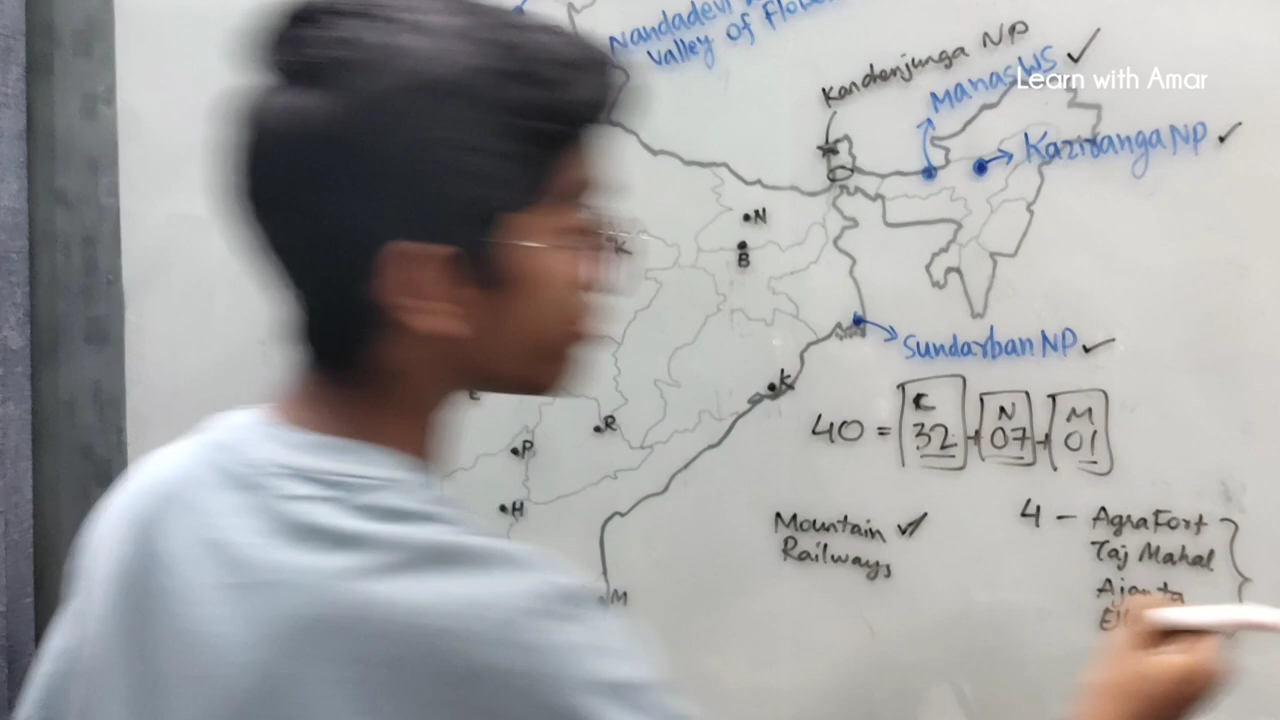 Nandadevi
Valley of Flowe
Kanchenjunga NP
Manas WS
Learn with Amar
Kaziranga NP
N
K
B
Sundarban NP
K
C
N
M
40 = 32 + 07 + 01
R
P
H
M
Mountain
Railways
4 - Agra Fort
Taj Mahal
Ajanta